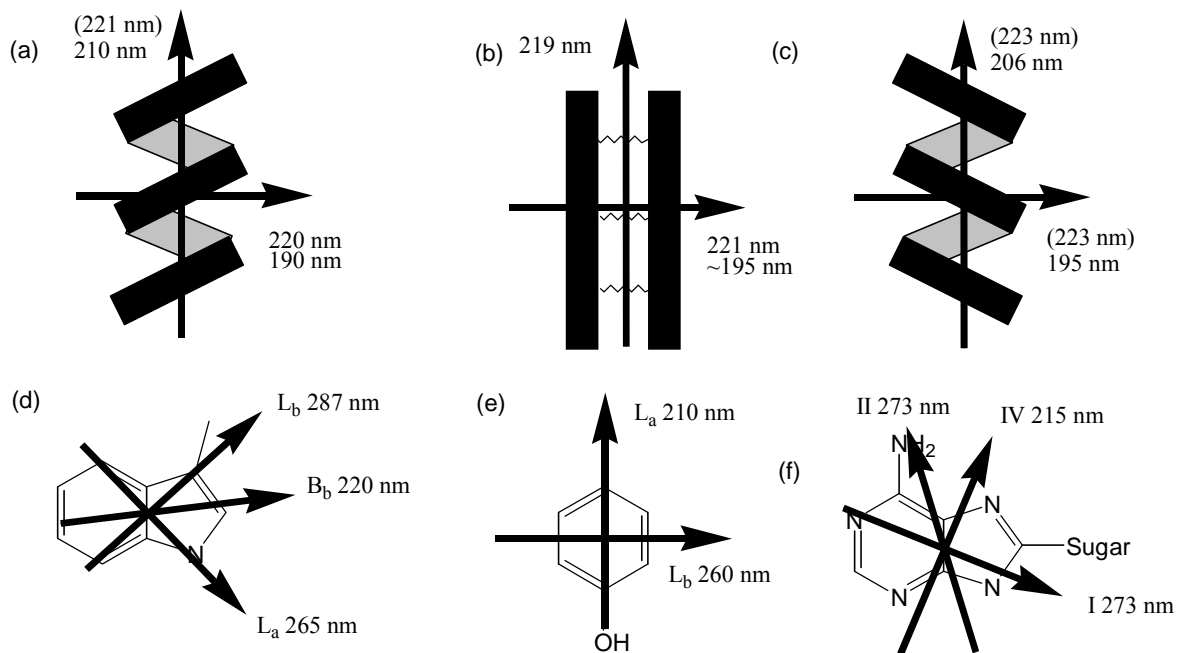 (a)
(221 nm)
210 nm
220 nm
190 nm
(b)
219 nm
221 nm
~195 nm
(c)
(223 nm)
206 nm
(223 nm)
195 nm
(d)
Lb 287 nm
Bb 220 nm
La 265 nm
N
(e)
La 210 nm
Lb 260 nm
OH
(f)
II 273 nm
IV 215 nm
NH2
N
N
N
N
Sugar
I 273 nm